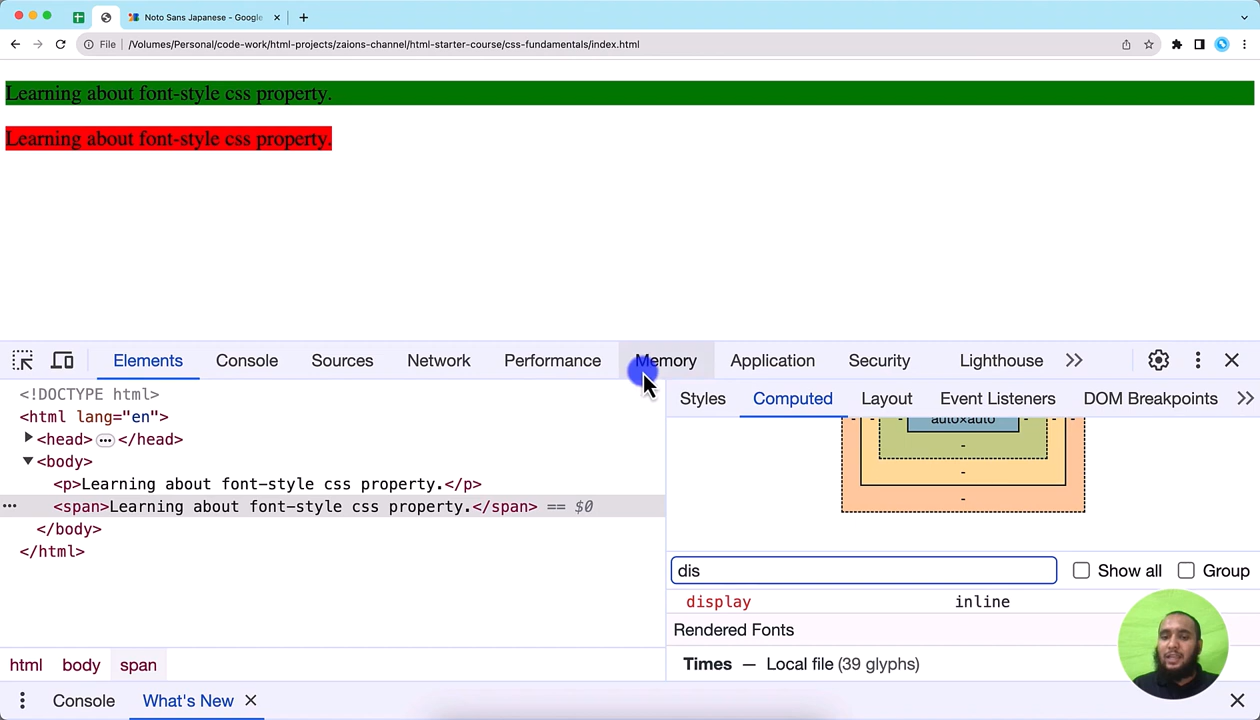 Noto Sans Japanese - Google
File
/Volumes/Personal/code-work/html-projects/zaions-channel/html-starter-course/css-fundamentals/index.html
Learning about font-style css property.
Learning about font-style css property.
Elements Console Sources Network Performance Memory Application Security Lighthouse
<!DOCTYPE html>
<html lang="en">
<head> ••• </head>
<body>
<p>Learning about font-style css property.</p>
<span>Learning about font-style css property.</span> == $0
</body>
</html>
html body span
Styles Computed Layout Event Listeners DOM Breakpoints
auto×auto
-
-
-
dis
Show all
Group
display inline
Rendered Fonts
Times — Local file (39 glyphs)
Console What's New